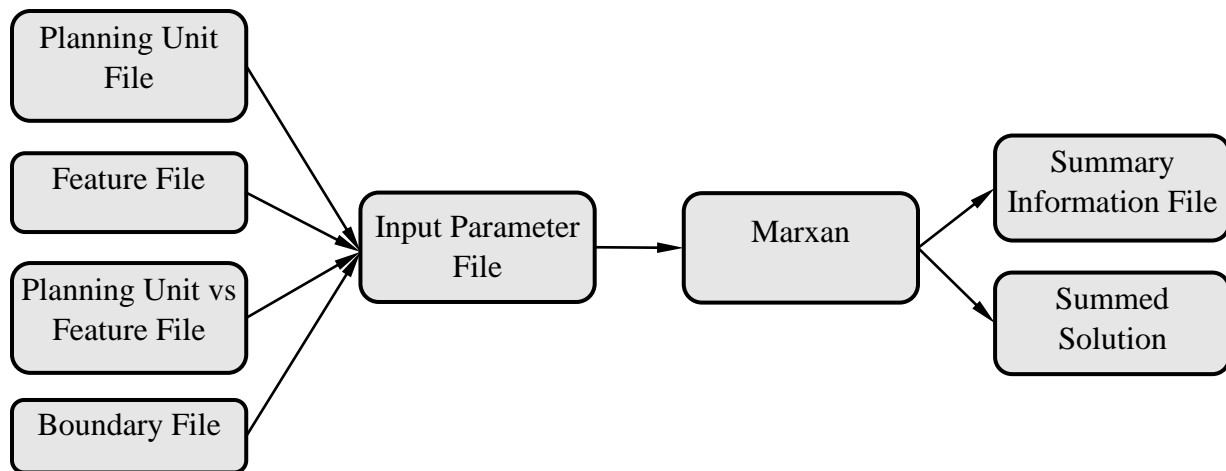 Planning Unit
File
Feature File
Planning Unit vs
Feature File
Boundary File
Input Parameter
File
Marxan
Summary
Information File
Summed
Solution